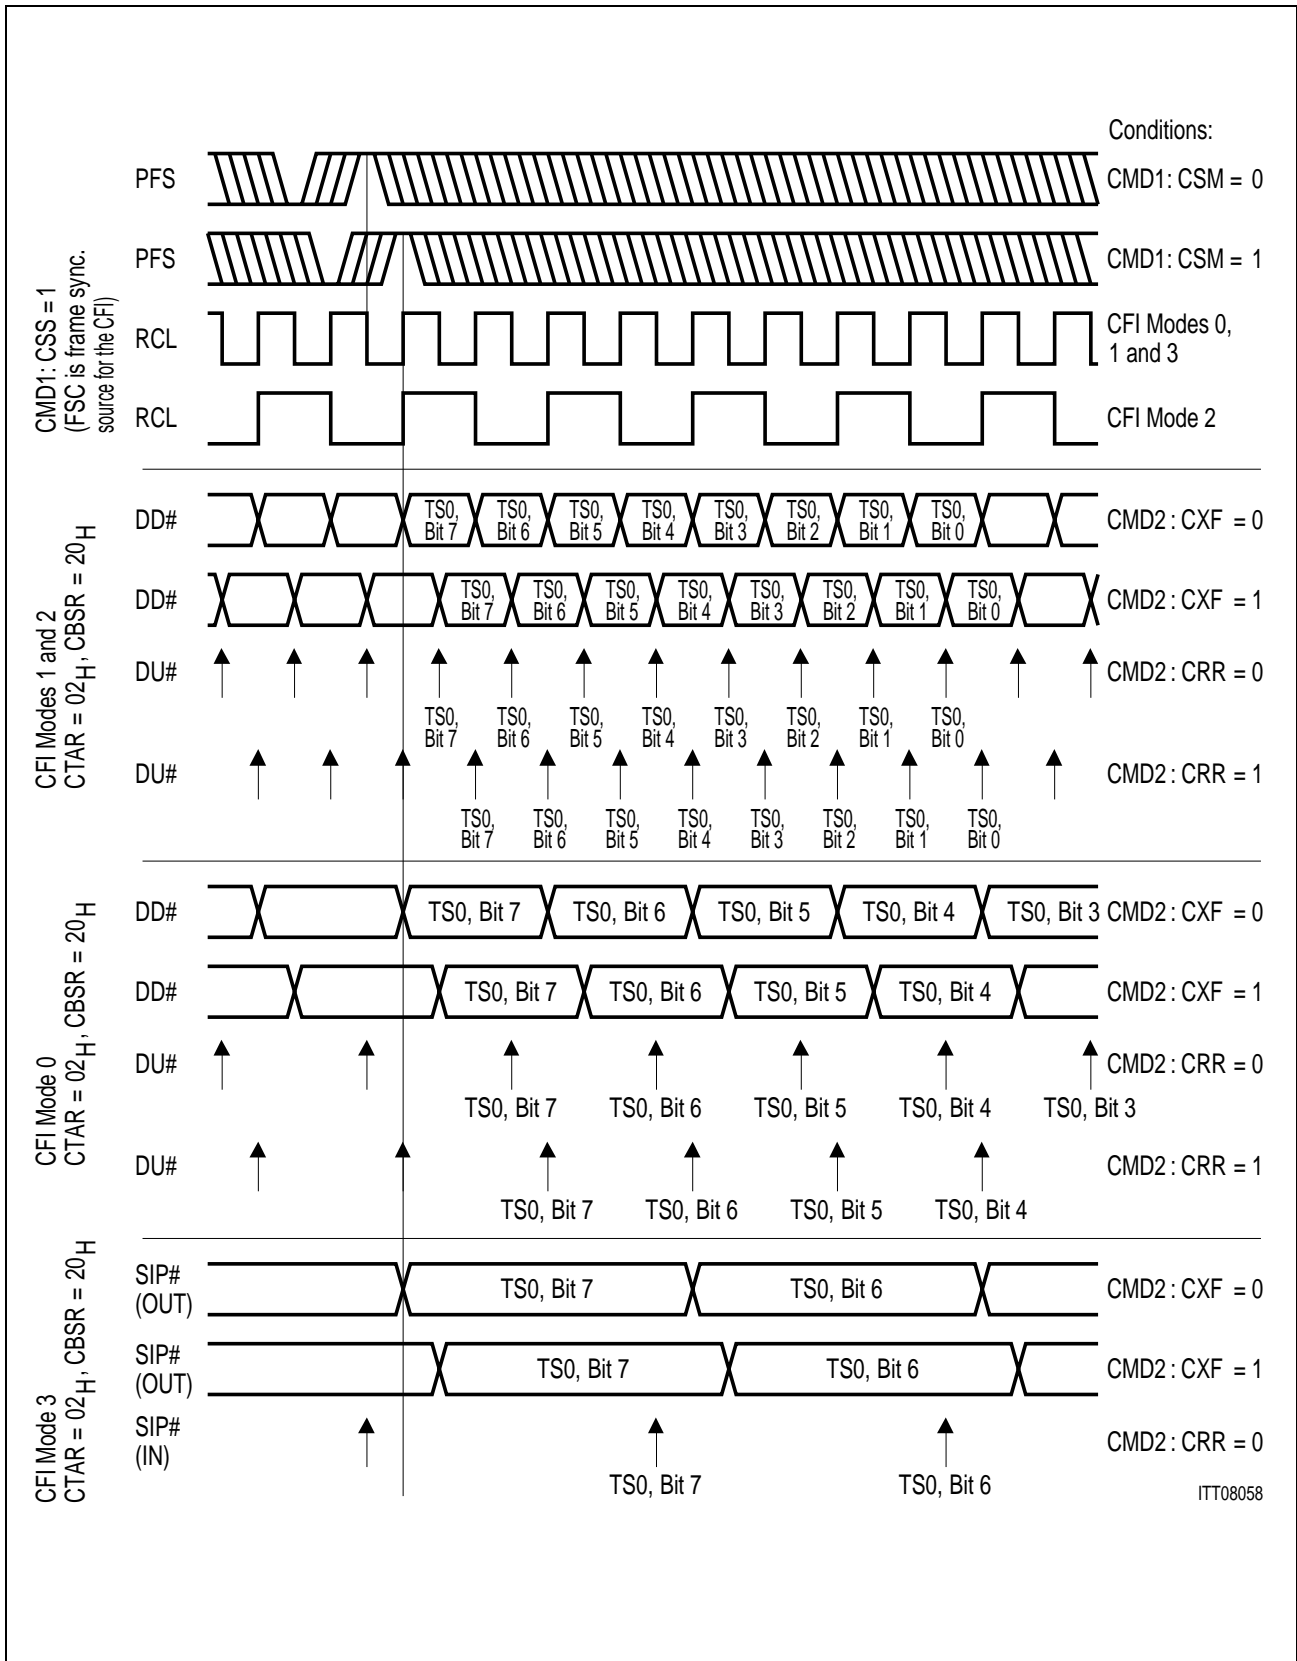 Conditions:
PFS
CMD1: CSM = 0
PFS
CMD1: CSM = 1
CMD1: CSS = 1
(FSC is frame sync.
source for the CFI)
RCL
CFI Modes 0,
1 and 3
RCL
CFI Mode 2
CFI Modes 1 and 2
CTAR = 02H, CBSR = 20H
DD#
TS0, TS0, TS0, TS0, TS0, TS0, TS0, TS0,
Bit 7 Bit 6 Bit 5 Bit 4 Bit 3 Bit 2 Bit 1 Bit 0
CMD2 : CXF = 0
DD#
TS0, TS0, TS0, TS0, TS0, TS0, TS0, TS0,
Bit 7 Bit 6 Bit 5 Bit 4 Bit 3 Bit 2 Bit 1 Bit 0
CMD2 : CXF = 1
DU#
CMD2 : CRR = 0
TS0, TS0, TS0, TS0, TS0, TS0, TS0, TS0,
Bit 7 Bit 6 Bit 5 Bit 4 Bit 3 Bit 2 Bit 1 Bit 0
DU#
CMD2 : CRR = 1
TS0, TS0, TS0, TS0, TS0, TS0, TS0, TS0,
Bit 7 Bit 6 Bit 5 Bit 4 Bit 3 Bit 2 Bit 1 Bit 0
CFI Mode 0
CTAR = 02H, CBSR = 20H
DD# TS0, Bit 7 TS0, Bit 6 TS0, Bit 5 TS0, Bit 4 TS0, Bit 3 CMD2 : CXF = 0
DD# TS0, Bit 7 TS0, Bit 6 TS0, Bit 5 TS0, Bit 4 CMD2 : CXF = 1
DU# CMD2 : CRR = 0
TS0, Bit 7 TS0, Bit 6 TS0, Bit 5 TS0, Bit 4 TS0, Bit 3
DU# CMD2 : CRR = 1
TS0, Bit 7 TS0, Bit 6 TS0, Bit 5 TS0, Bit 4
CFI Mode 3
CTAR = 02H, CBSR = 20H
SIP#
(OUT)
TS0, Bit 7 TS0, Bit 6 CMD2 : CXF = 0
SIP#
(OUT)
TS0, Bit 7 TS0, Bit 6 CMD2 : CXF = 1
SIP#
(IN)
CMD2 : CRR = 0
TS0, Bit 7 TS0, Bit 6
ITT08058